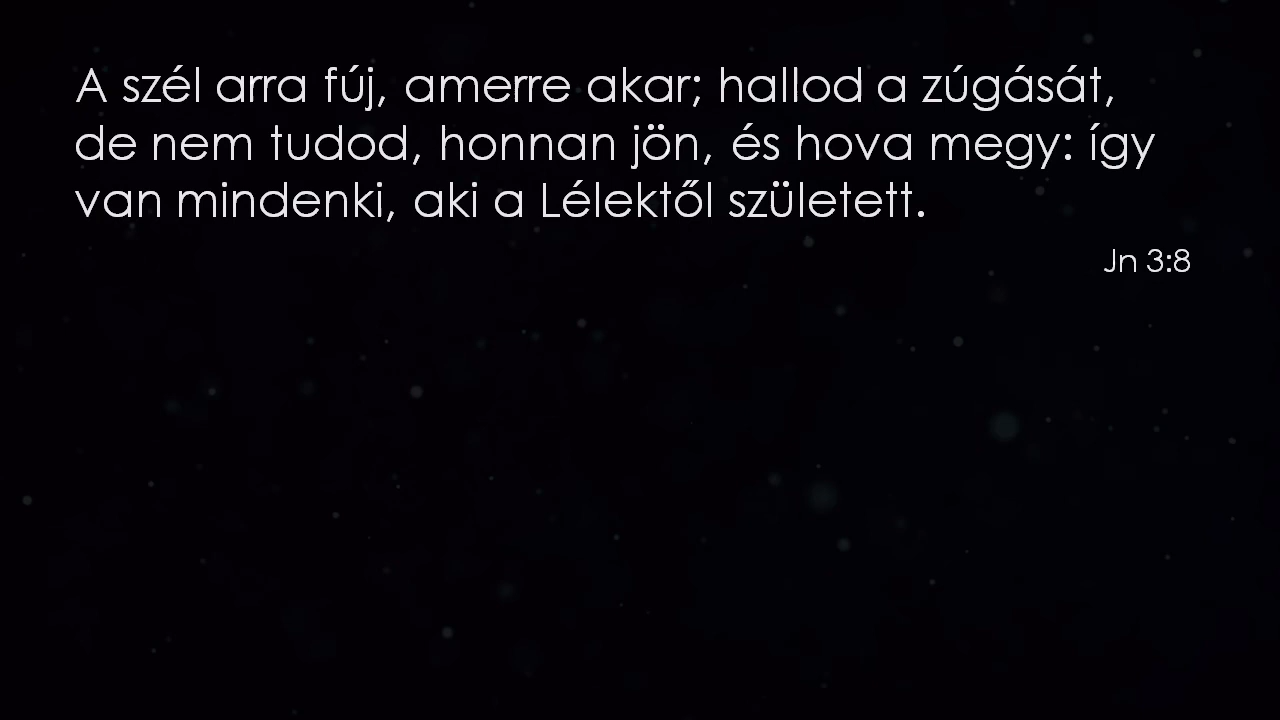 A szél arra fúj, amerre akar; hallod a zúgását,
de nem tudod, honnan jön, és hova megy: így
van mindenki, aki a Lélektől született.
Jn 3:8